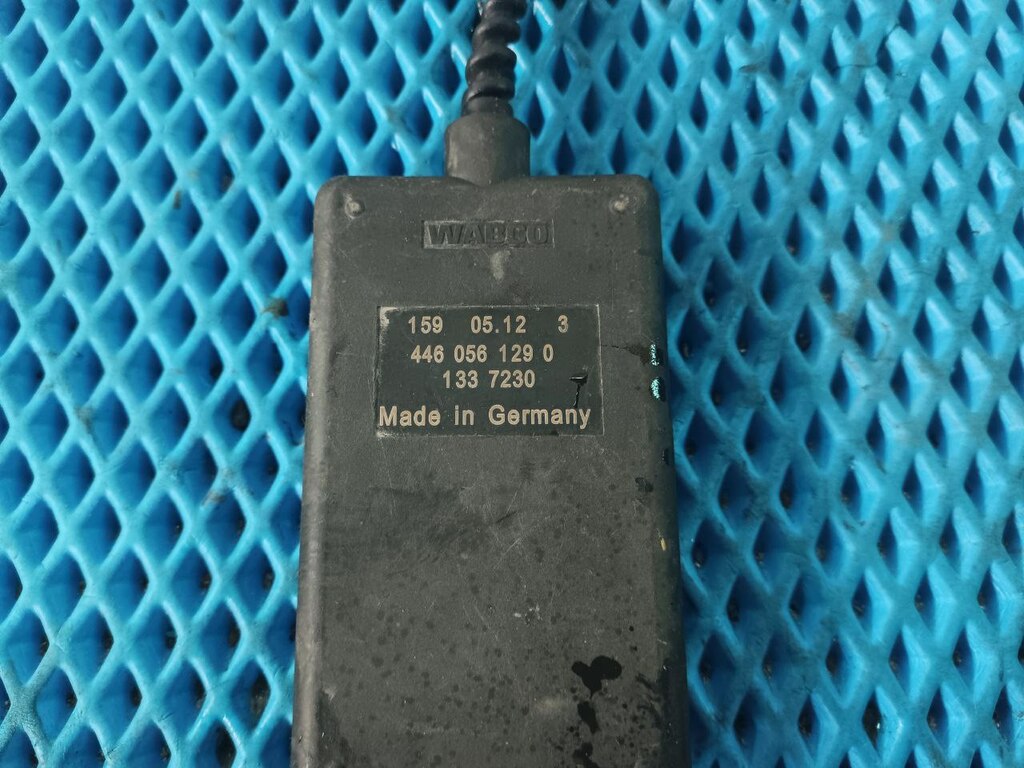 WABCO
159 05.12 3
446 056 129 0
133 7230
Made in Germany